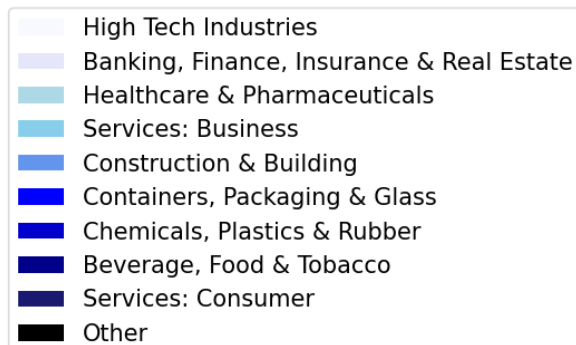 High Tech Industries
Banking, Finance, Insurance & Real Estate
Healthcare & Pharmaceuticals
Services: Business
Construction & Building
Containers, Packaging & Glass
Chemicals, Plastics & Rubber
Beverage, Food & Tobacco
Services: Consumer
Other